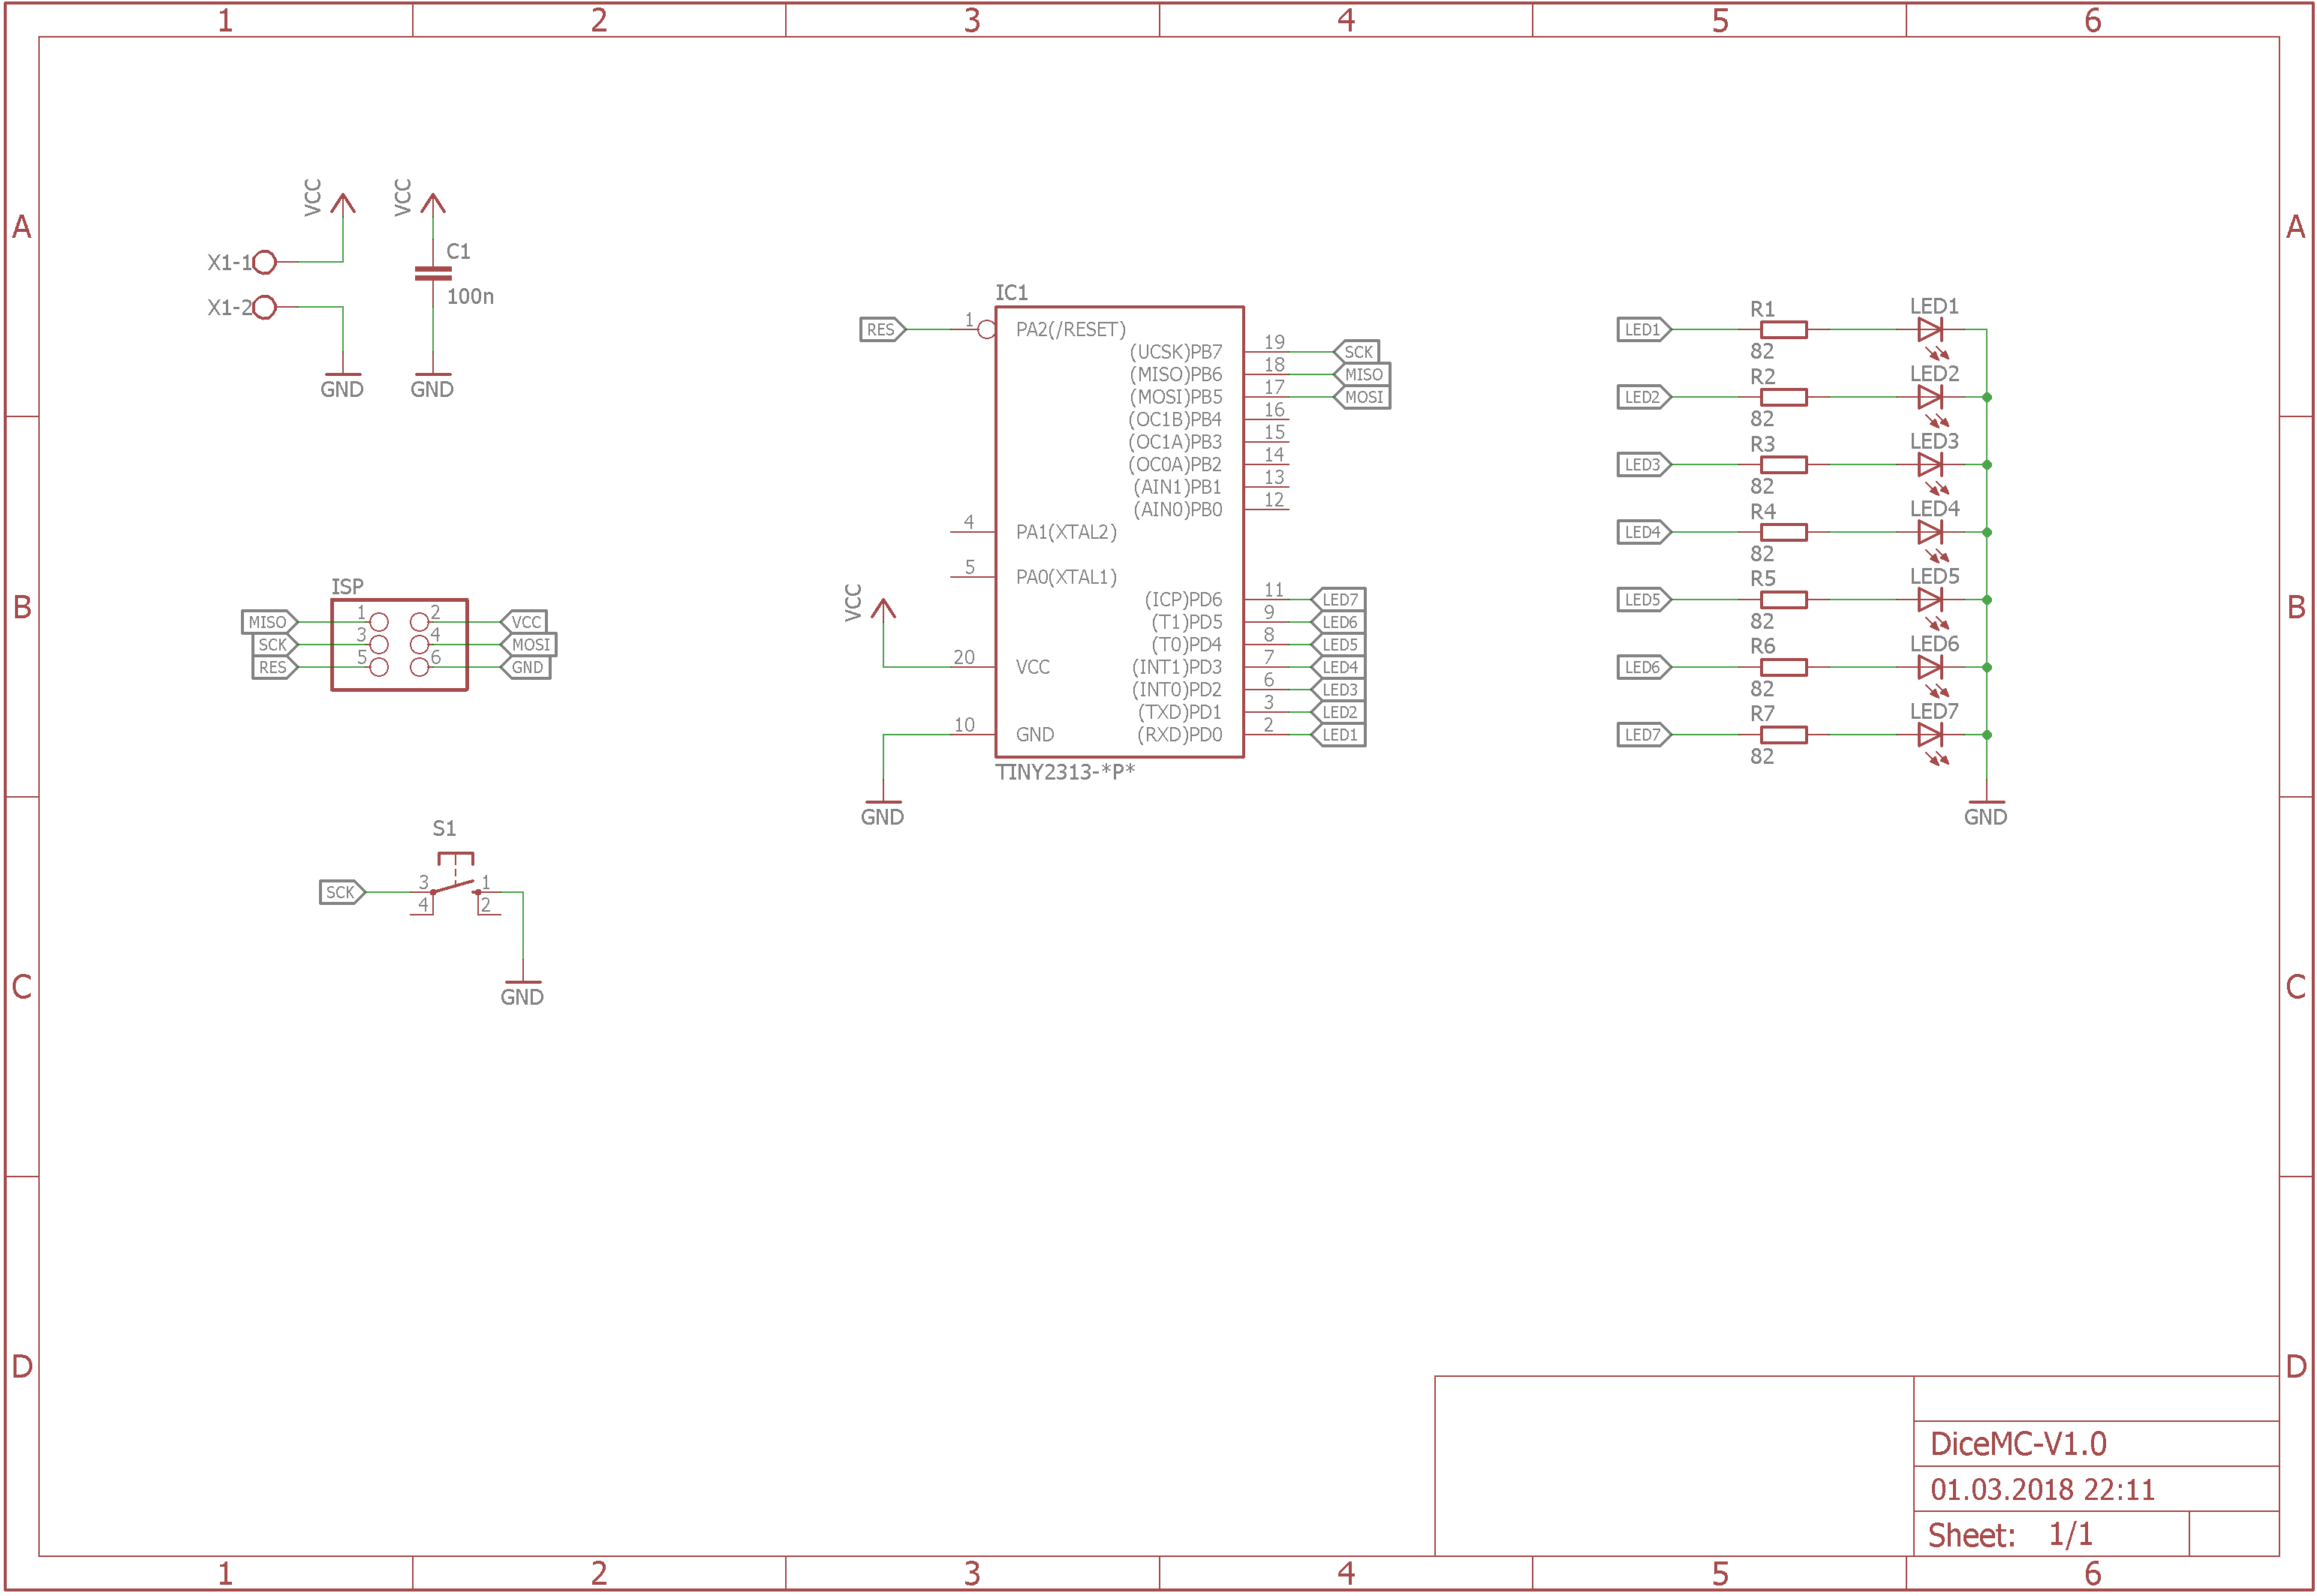 1 2 3 4 5 6
A A
B B
C C
D D
VCC VCC
X1-1
X1-2
C1
100n
GND GND
ISP
MISO 1 2 VCC
SCK 3 4 MOSI
RES 5 6 GND
S1
SCK 3 1
4 2
GND
IC1
RES 1 PA2(/RESET)
(UCSK)PB7 19 SCK
(MISO)PB6 18 MISO
(MOSI)PB5 17 MOSI
(OC1B)PB4 16
(OC1A)PB3 15
(OC0A)PB2 14
(AIN1)PB1 13
(AIN0)PB0 12
4 PA1(XTAL2)
5 PA0(XTAL1)
(ICP)PD6 11 LED7
VCC
(T1)PD5 9 LED6
(T0)PD4 8 LED5
20 VCC (INT1)PD3 7 LED4
(INT0)PD2 6 LED3
(TXD)PD1 3 LED2
10 GND (RXD)PD0 2 LED1
TINY2313-*P*
GND
R1 LED1
LED1
82
R2 LED2
LED2
82
R3 LED3
LED3
82
R4 LED4
LED4
82
R5 LED5
LED5
82
R6 LED6
LED6
82
R7 LED7
LED7
82
GND
DiceMC-V1.0
01.03.2018 22:11
Sheet: 1/1
1 2 3 4 5 6